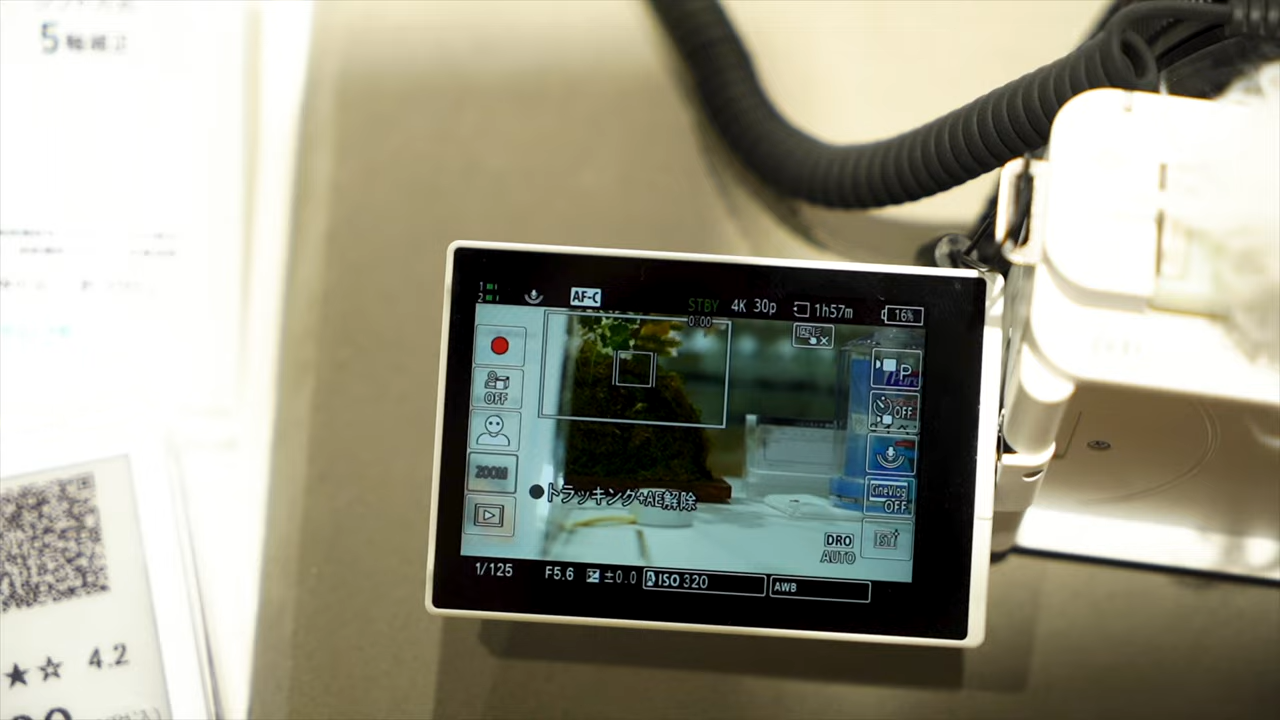 5軸補正
1
2
AF-C
STBY
4K 30p
1h57m
16%
0:00
P
OFF
OFF
ZOOM
CineVlog
OFF
●トラッキング+AE解除
DRO
AUTO
1/125
F5.6
±0.0
A ISO 320
AWB
★☆ 4.2